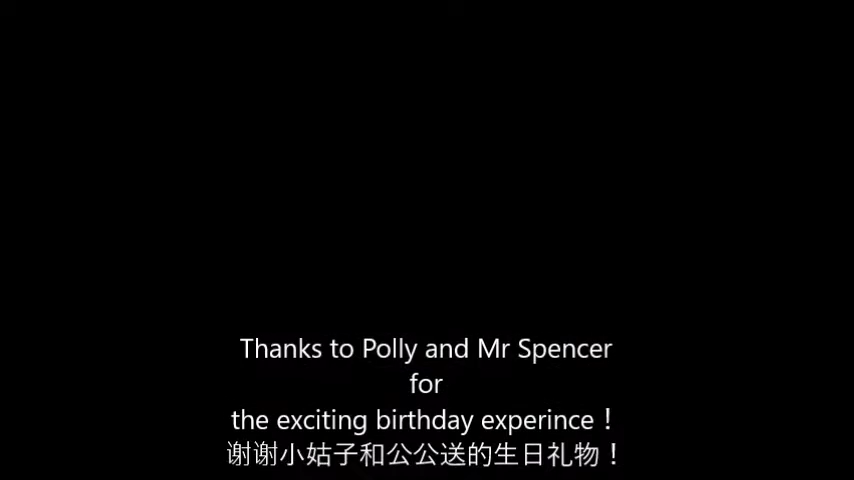 Thanks to Polly and Mr Spencer
for
the exciting birthday experince！
谢谢小姑子和公公送的生日礼物！